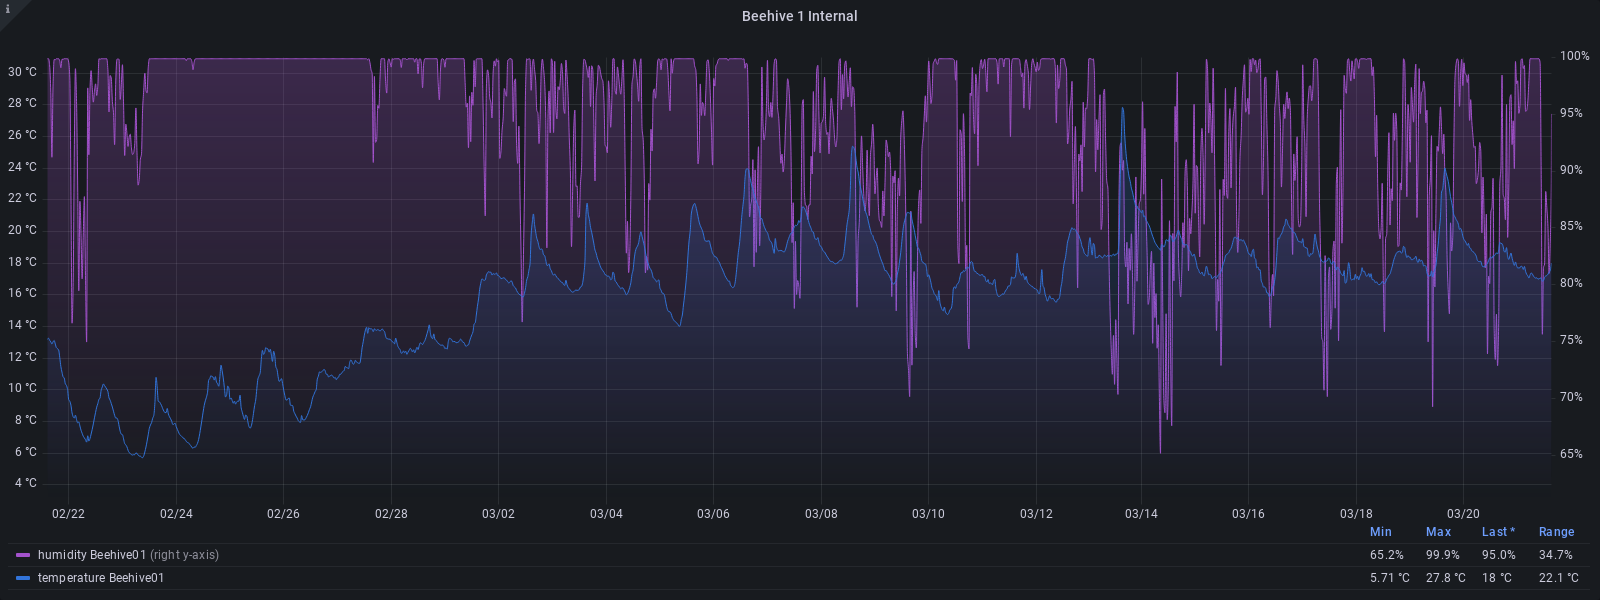 i
Beehive 1 Internal
30 °C
28 °C
26 °C
24 °C
22 °C
20 °C
18 °C
16 °C
14 °C
12 °C
10 °C
8 °C
6 °C
4 °C
100%
95%
90%
85%
80%
75%
70%
65%
02/22 02/24 02/26 02/28 03/02 03/04 03/06 03/08 03/10 03/12 03/14 03/16 03/18 03/20
Min Max Last * Range
humidity Beehive01 (right y-axis) 65.2% 99.9% 95.0% 34.7%
temperature Beehive01 5.71 °C 27.8 °C 18 °C 22.1 °C